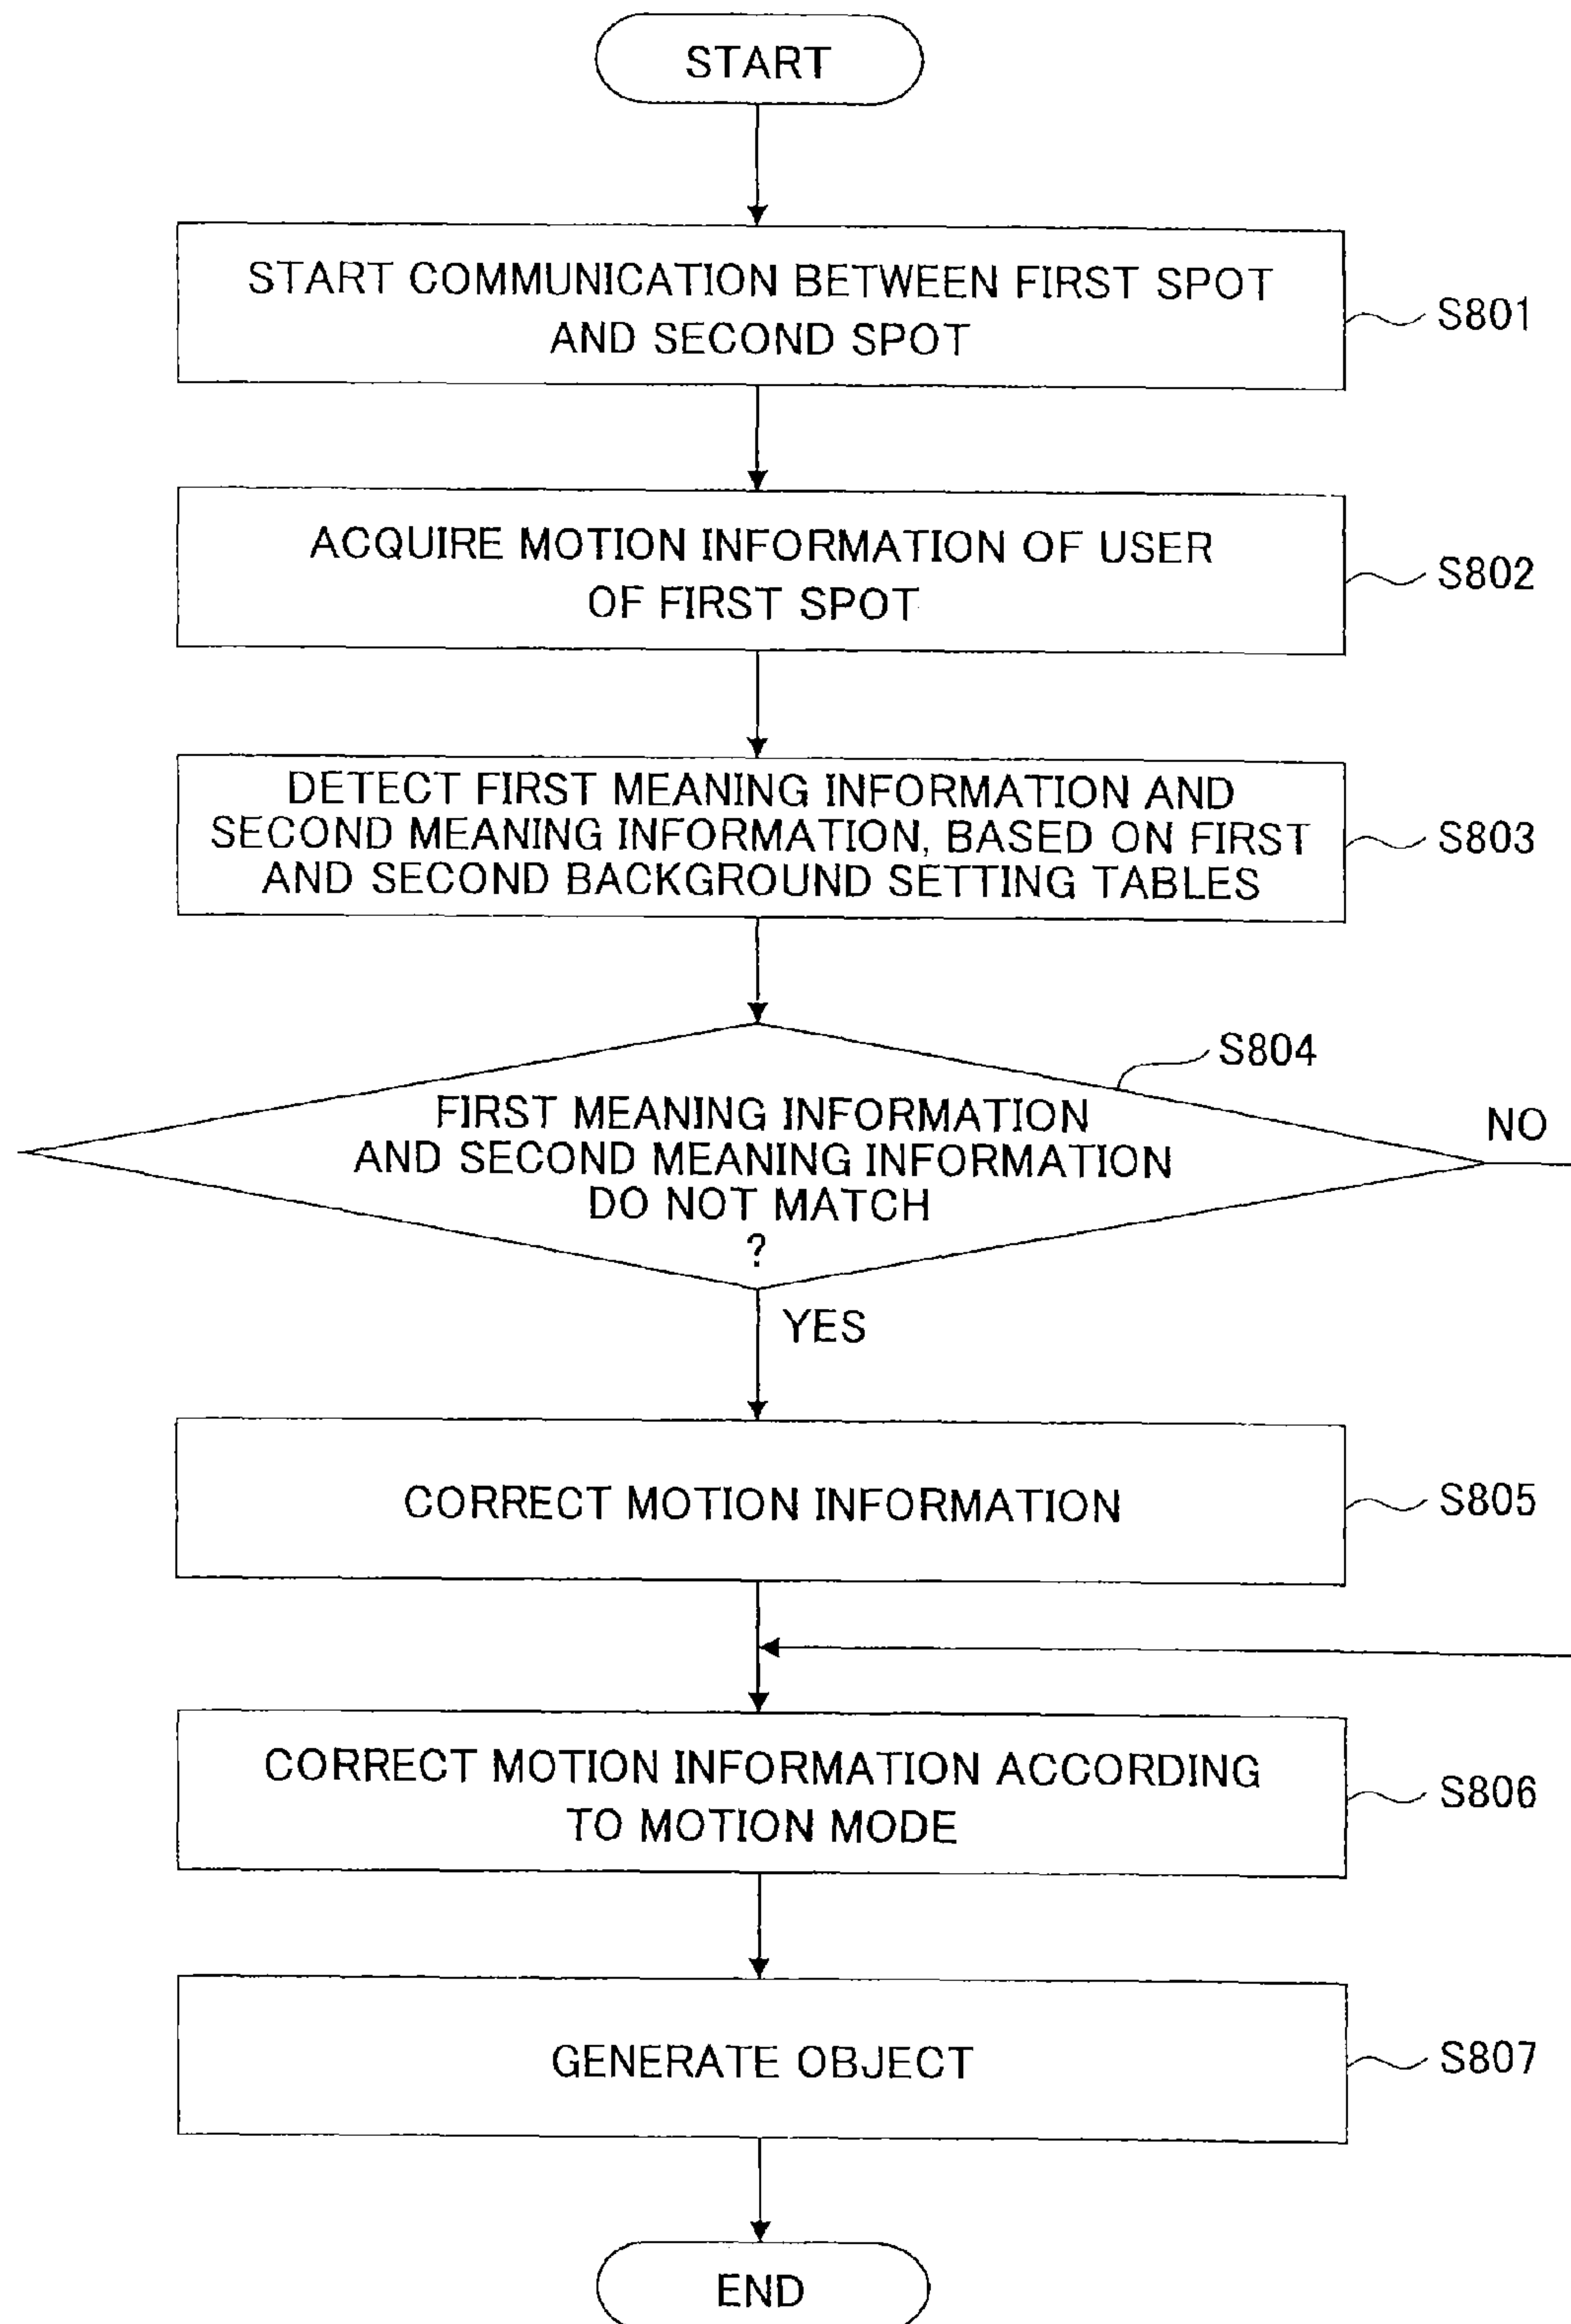 START
START COMMUNICATION BETWEEN FIRST SPOT
AND SECOND SPOT
S801
ACQUIRE MOTION INFORMATION OF USER
OF FIRST SPOT
S802
DETECT FIRST MEANING INFORMATION AND
SECOND MEANING INFORMATION, BASED ON FIRST
AND SECOND BACKGROUND SETTING TABLES
S803
S804
FIRST MEANING INFORMATION
AND SECOND MEANING INFORMATION
DO NOT MATCH
?
NO
YES
CORRECT MOTION INFORMATION
S805
CORRECT MOTION INFORMATION ACCORDING
TO MOTION MODE
S806
GENERATE OBJECT
S807
END